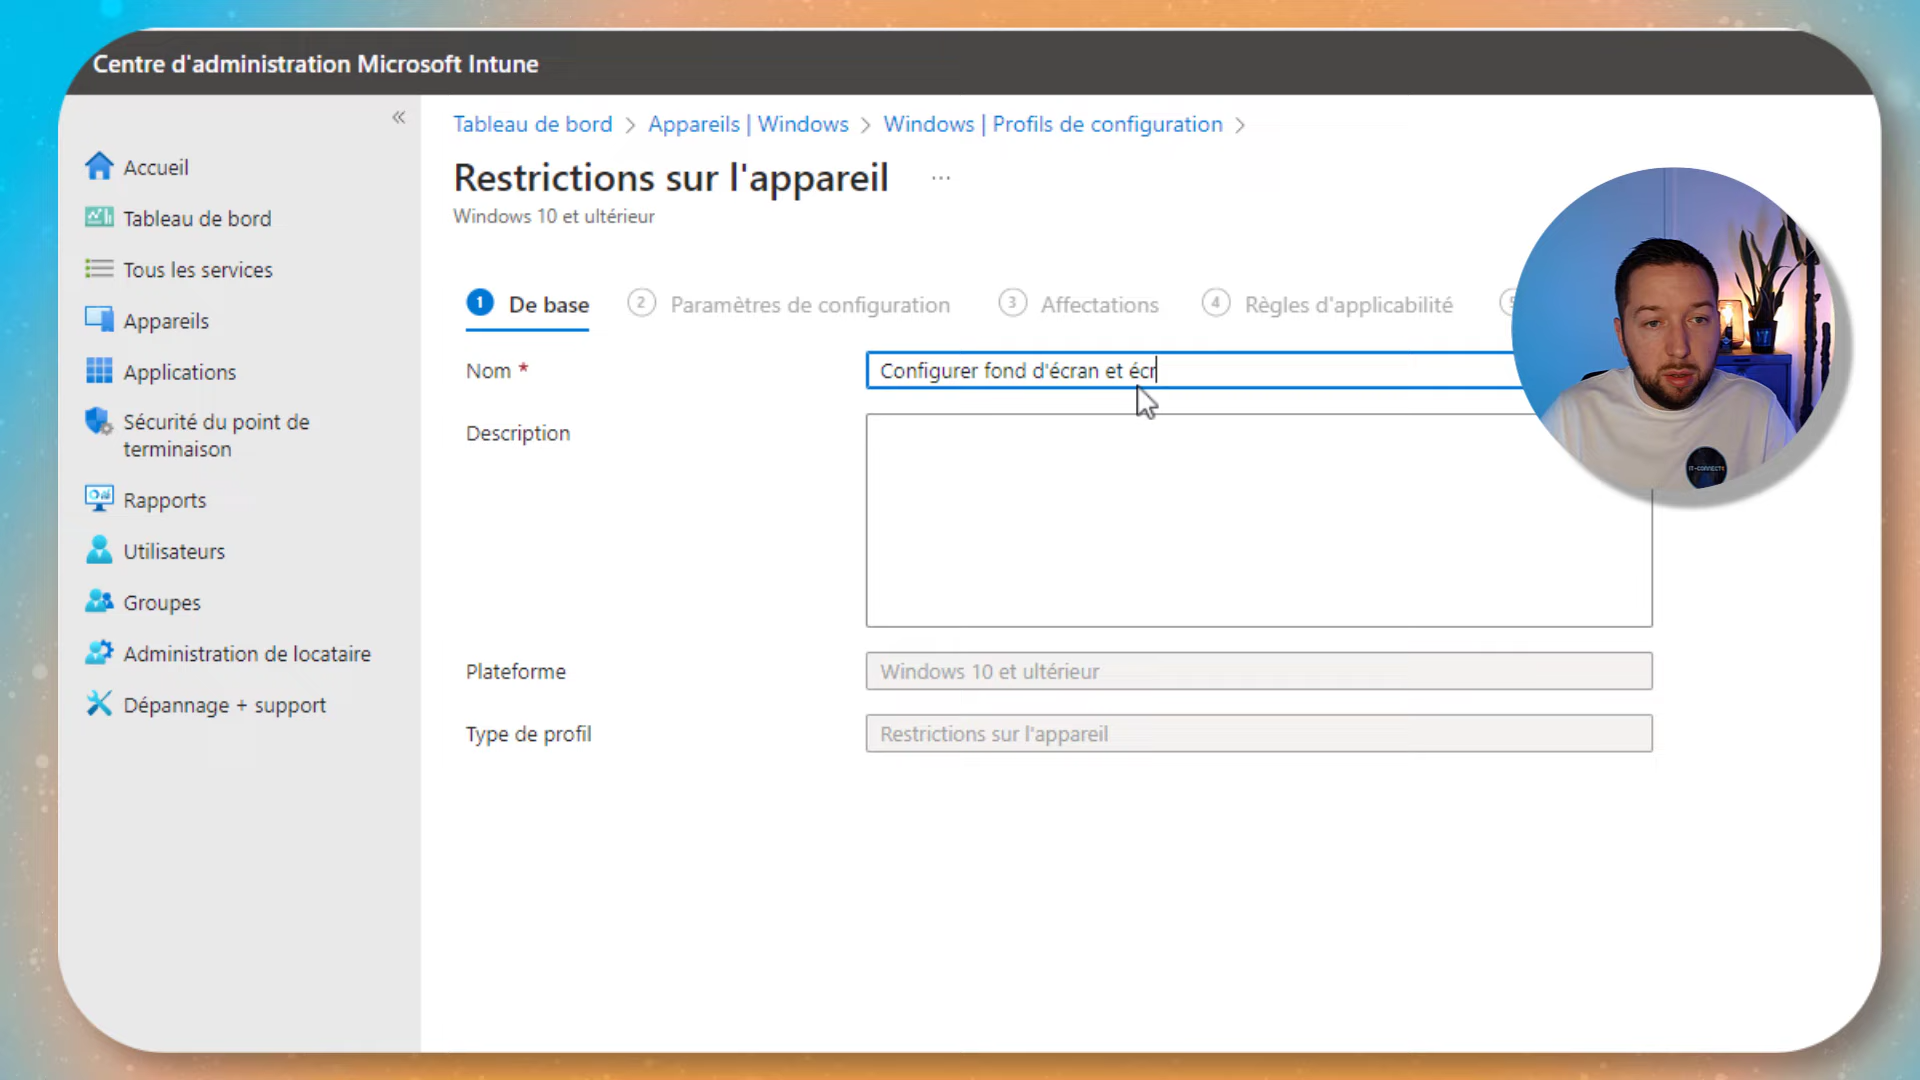 Centre d'administration Microsoft Intune
«
Accueil
Tableau de bord
Tous les services
Appareils
Applications
Sécurité du point de
terminaison
Rapports
Utilisateurs
Groupes
Administration de locataire
Dépannage + support
Tableau de bord > Appareils | Windows > Windows | Profils de configuration >
Restrictions sur l'appareil ...
Windows 10 et ultérieur
1 De base 2 Paramètres de configuration 3 Affectations 4 Règles d'applicabilité 5
Nom * Configurer fond d'écran et écr
Description
Plateforme Windows 10 et ultérieur
Type de profil Restrictions sur l'appareil
IT-CONNECT